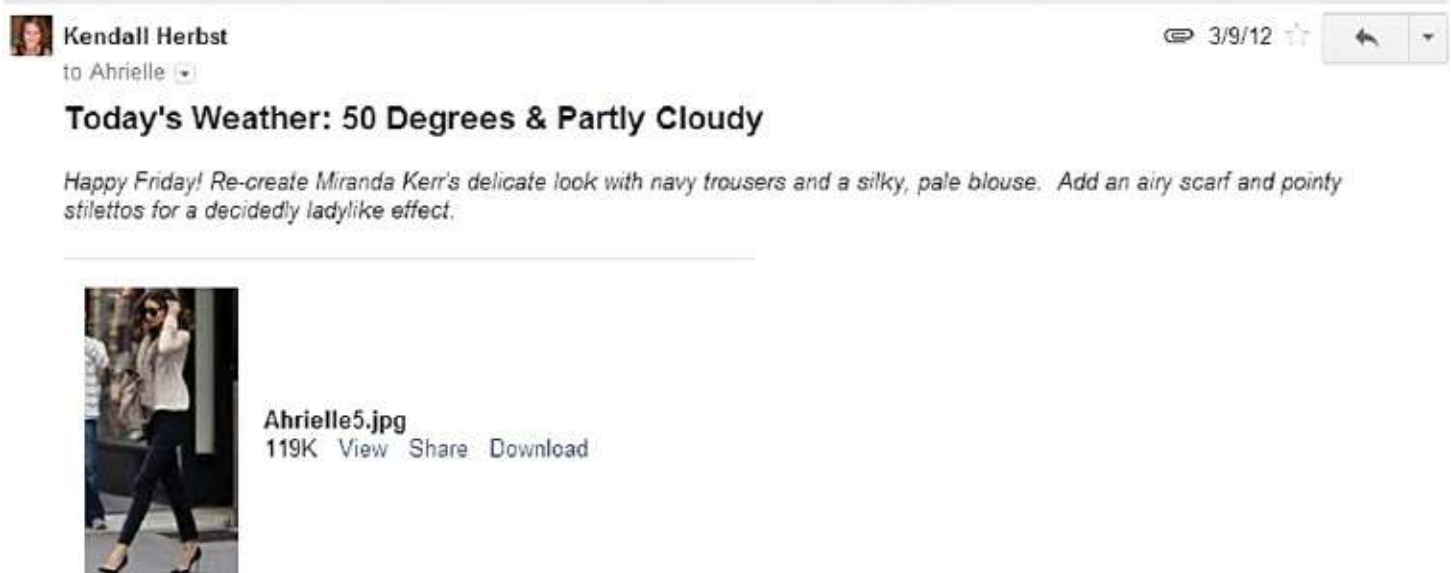 Kendall Herbst 3/9/12
to Ahrielle
Today's Weather: 50 Degrees & Partly Cloudy
Happy Friday! Re-create Miranda Kerr's delicate look with navy trousers and a silky, pale blouse. Add an airy scarf and pointy
stilettos for a decidedly ladylike effect.
Ahrielle5.jpg
119K View Share Download